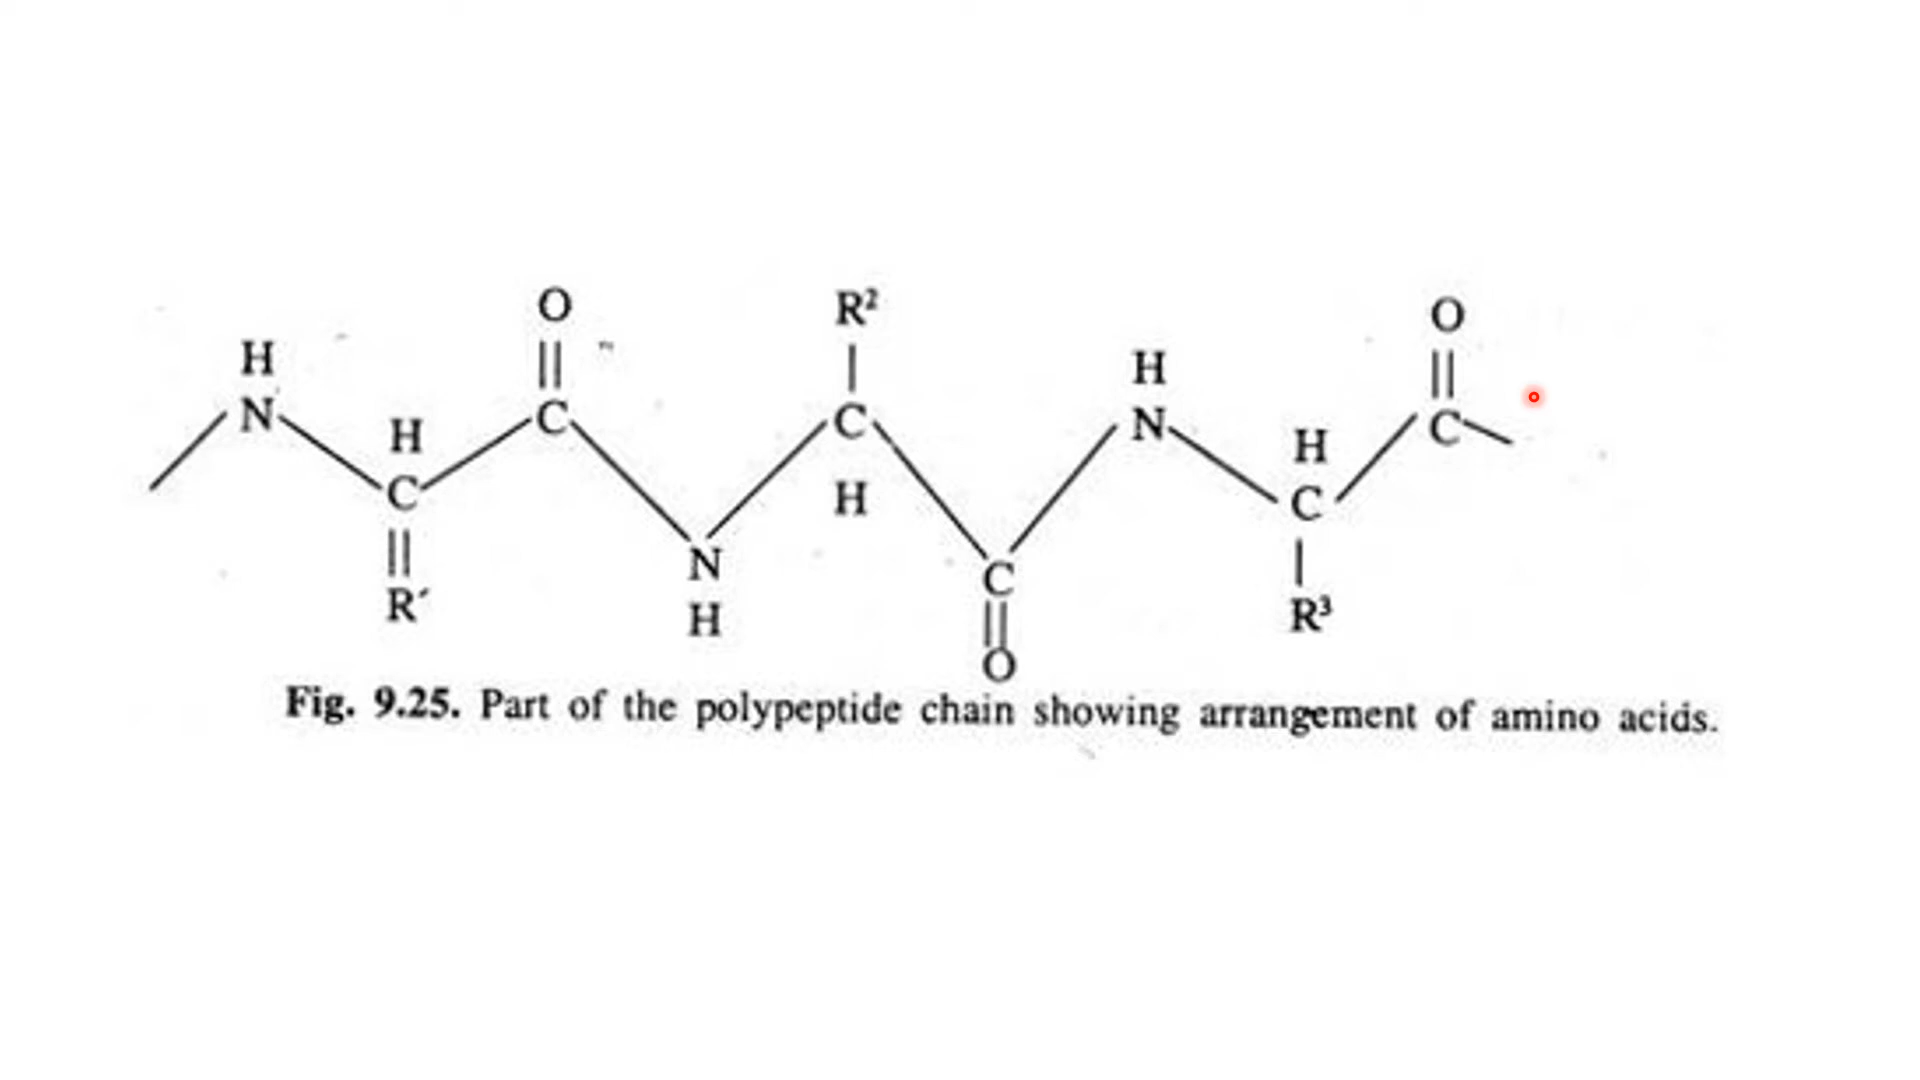 O R² O
H H
N H C C N H C
C H C
R´ N C R³
H O
Fig. 9.25. Part of the polypeptide chain showing arrangement of amino acids.